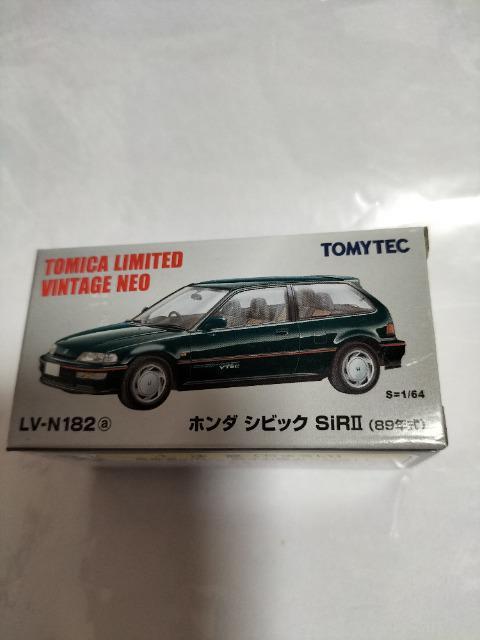 TOMICA LIMITED
VINTAGE NEO
TOMYTEC
VTEC
S=1/64
LV-N182ⓐ
ホンダ シビック SiRⅡ (89年式)